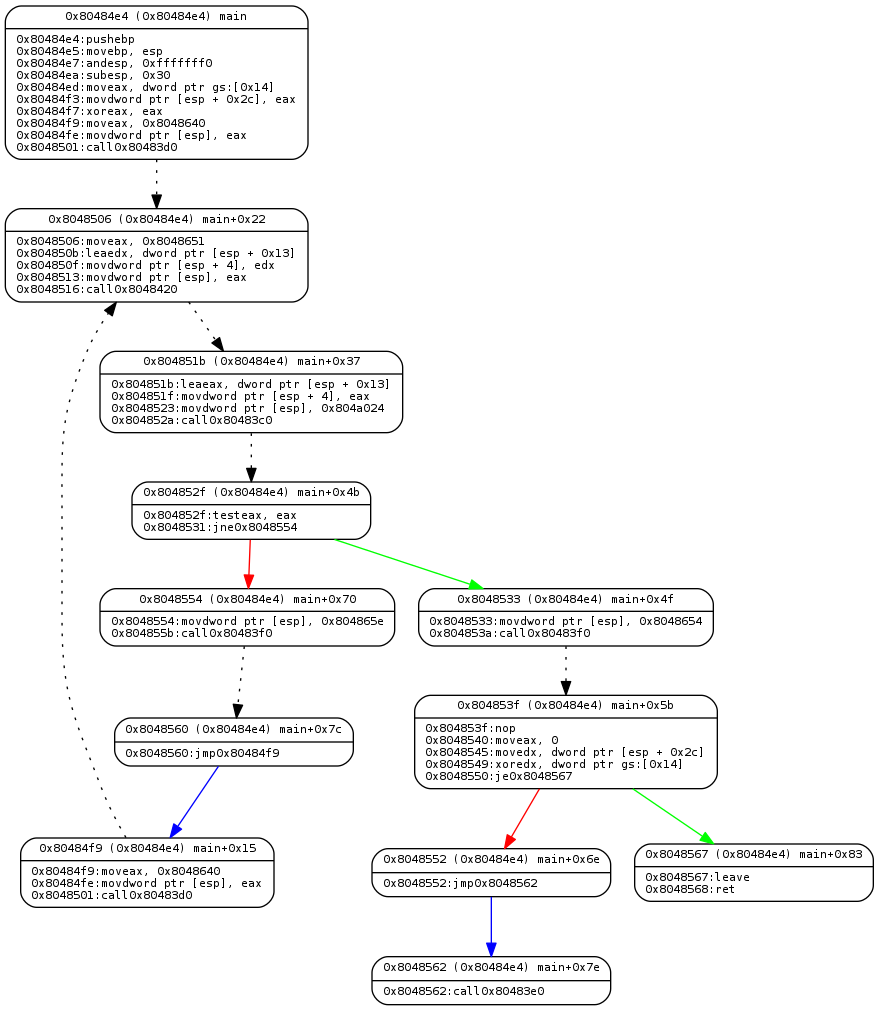 0x80484e4 (0x80484e4) main
0x80484e4:pushebp
0x80484e5:movebp, esp
0x80484e7:andesp, 0xfffffff0
0x80484ea:subesp, 0x30
0x80484ed:moveax, dword ptr gs:[0x14]
0x80484f3:movdword ptr [esp + 0x2c], eax
0x80484f7:xoreax, eax
0x80484f9:moveax, 0x8048640
0x80484fe:movdword ptr [esp], eax
0x8048501:call0x80483d0
0x8048506 (0x80484e4) main+0x22
0x8048506:moveax, 0x8048651
0x804850b:leaedx, dword ptr [esp + 0x13]
0x804850f:movdword ptr [esp + 4], edx
0x8048513:movdword ptr [esp], eax
0x8048516:call0x8048420
0x804851b (0x80484e4) main+0x37
0x804851b:leaeax, dword ptr [esp + 0x13]
0x804851f:movdword ptr [esp + 4], eax
0x8048523:movdword ptr [esp], 0x804a024
0x804852a:call0x80483c0
0x804852f (0x80484e4) main+0x4b
0x804852f:testeax, eax
0x8048531:jne0x8048554
0x8048554 (0x80484e4) main+0x70
0x8048554:movdword ptr [esp], 0x804865e
0x804855b:call0x80483f0
0x8048533 (0x80484e4) main+0x4f
0x8048533:movdword ptr [esp], 0x8048654
0x804853a:call0x80483f0
0x8048560 (0x80484e4) main+0x7c
0x8048560:jmp0x80484f9
0x804853f (0x80484e4) main+0x5b
0x804853f:nop
0x8048540:moveax, 0
0x8048545:movedx, dword ptr [esp + 0x2c]
0x8048549:xoredx, dword ptr gs:[0x14]
0x8048550:je0x8048567
0x80484f9 (0x80484e4) main+0x15
0x80484f9:moveax, 0x8048640
0x80484fe:movdword ptr [esp], eax
0x8048501:call0x80483d0
0x8048552 (0x80484e4) main+0x6e
0x8048552:jmp0x8048562
0x8048567 (0x80484e4) main+0x83
0x8048567:leave
0x8048568:ret
0x8048562 (0x80484e4) main+0x7e
0x8048562:call0x80483e0